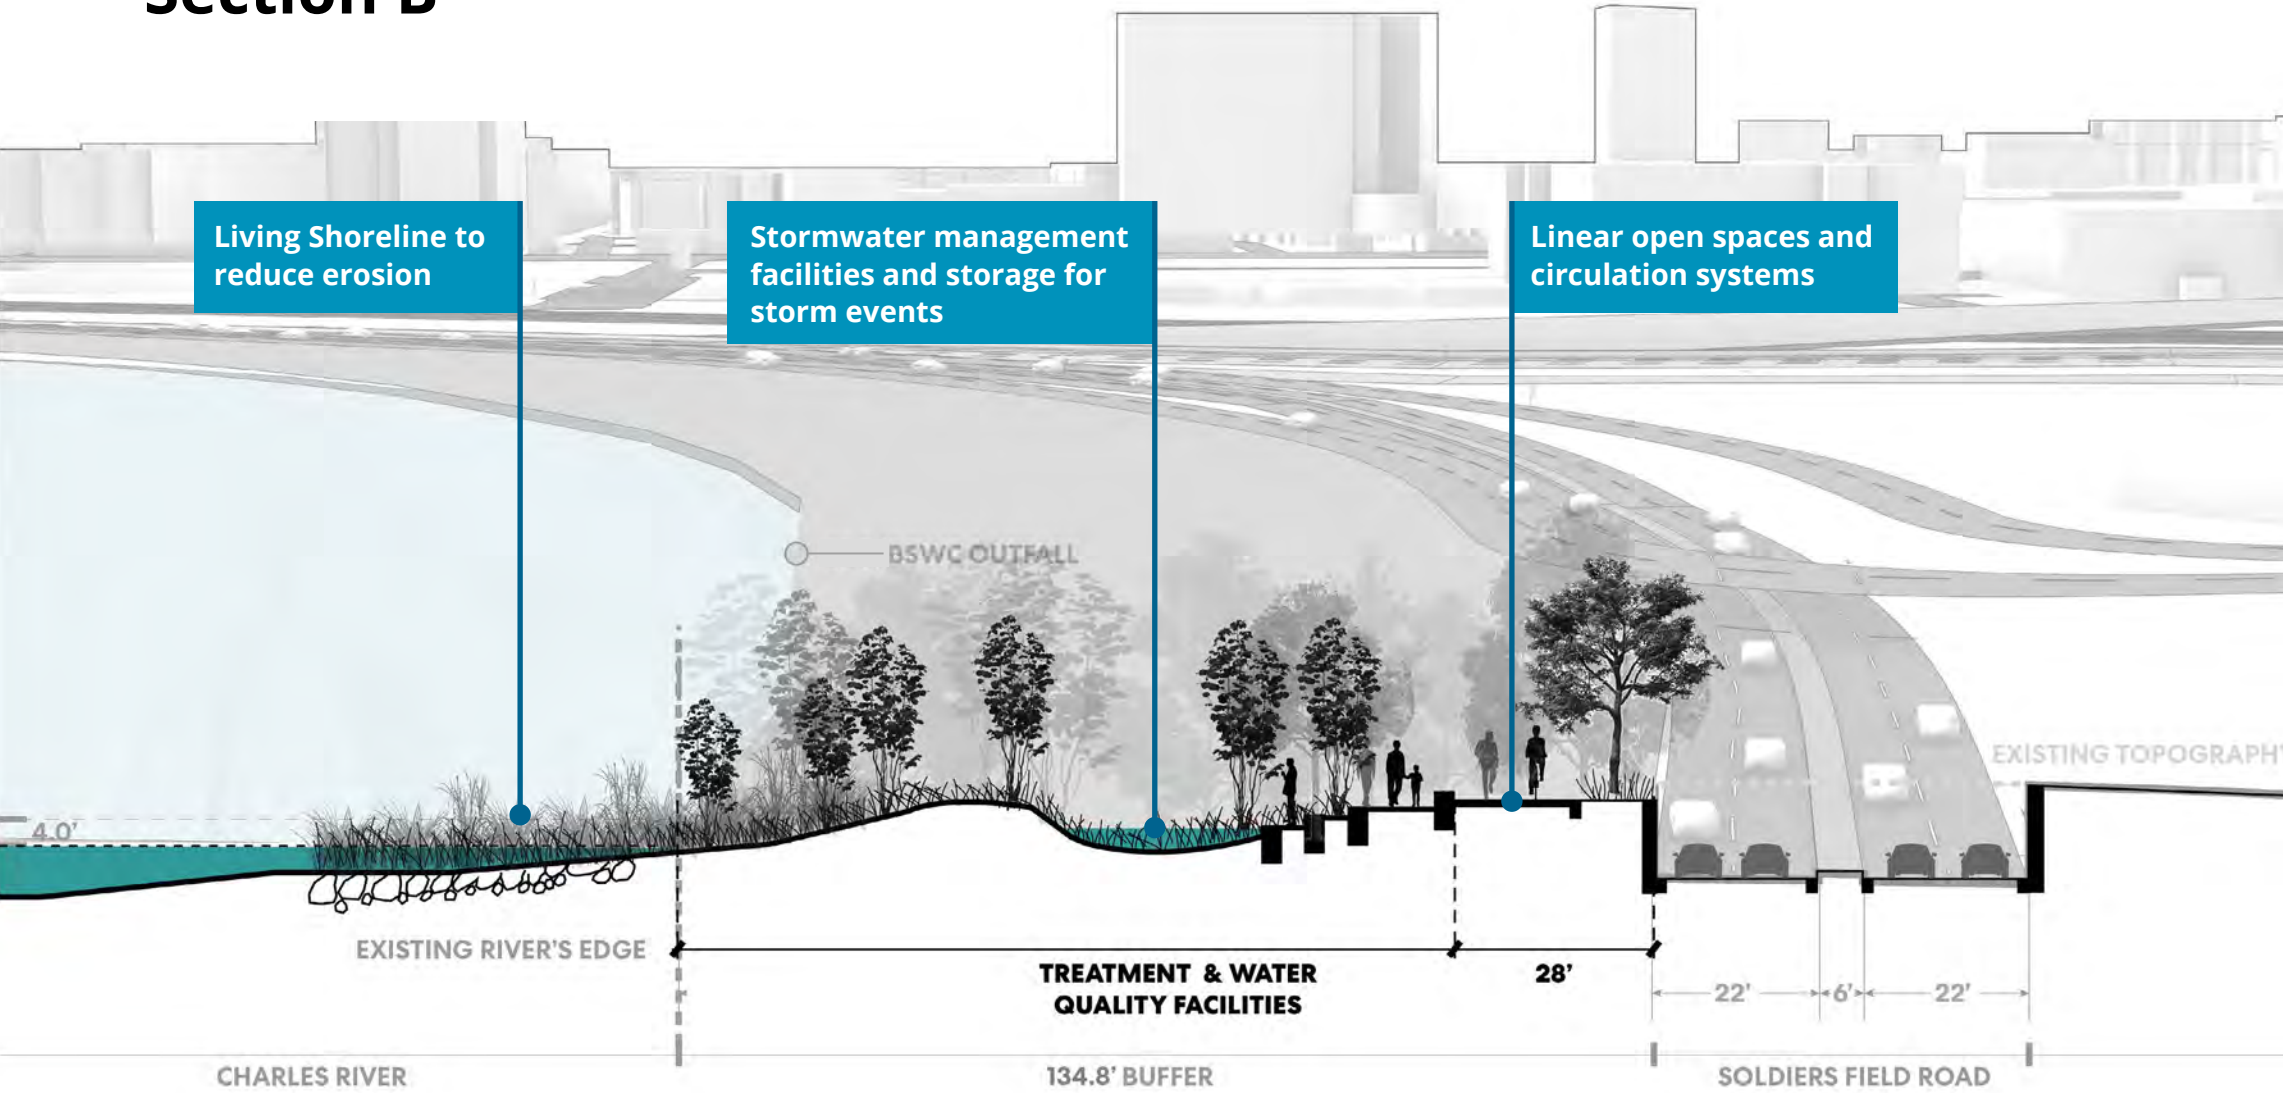 Section B
Living Shoreline to
reduce erosion
Stormwater management
facilities and storage for
storm events
Linear open spaces and
circulation systems
BSWC OUTFALL
EXISTING TOPOGRAPHY
4.0'
EXISTING RIVER'S EDGE
TREATMENT & WATER
QUALITY FACILITIES
28'
22'
6'
22'
CHARLES RIVER
134.8' BUFFER
SOLDIERS FIELD ROAD